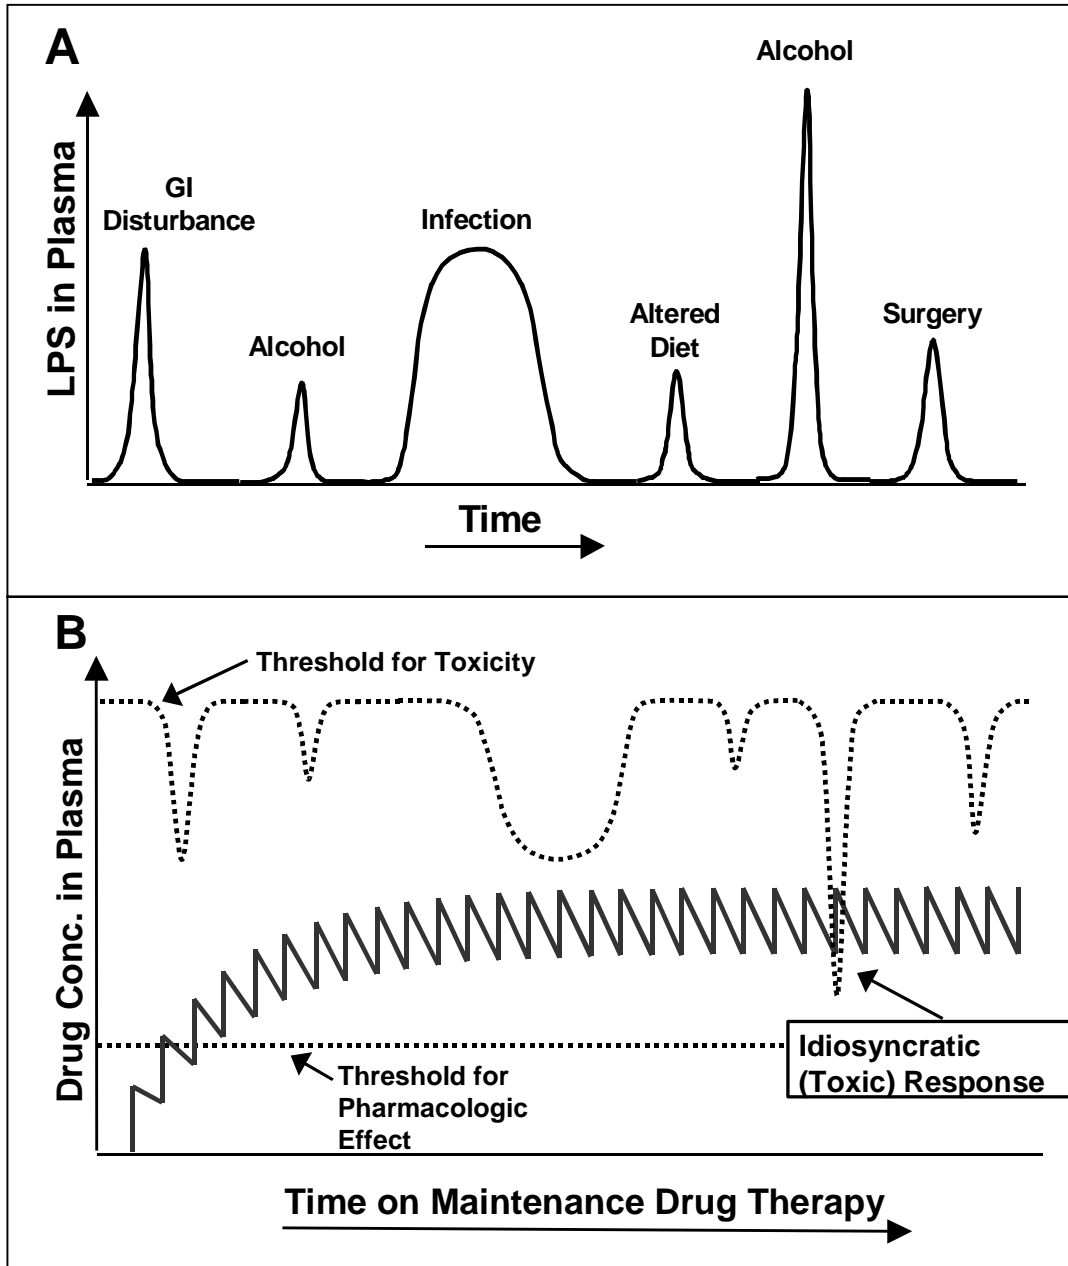 A
Alcohol
GI
Disturbance
Infection
Alcohol
Altered
Diet
Surgery
LPS in Plasma
Time
B
Threshold for Toxicity
Drug Conc. in Plasma
Idiosyncratic
(Toxic) Response
Threshold for
Pharmacologic
Effect
Time on Maintenance Drug Therapy